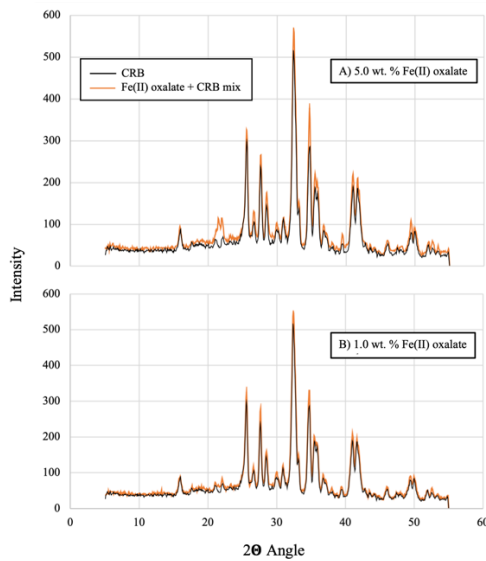 600
500
400
300
200
100
0
CRB
Fe(II) oxalate + CRB mix
A) 5.0 wt. % Fe(II) oxalate
Intensity
600
500
400
300
200
100
0
B) 1.0 wt. % Fe(II) oxalate
0 10 20 30 40 50 60
2Θ Angle